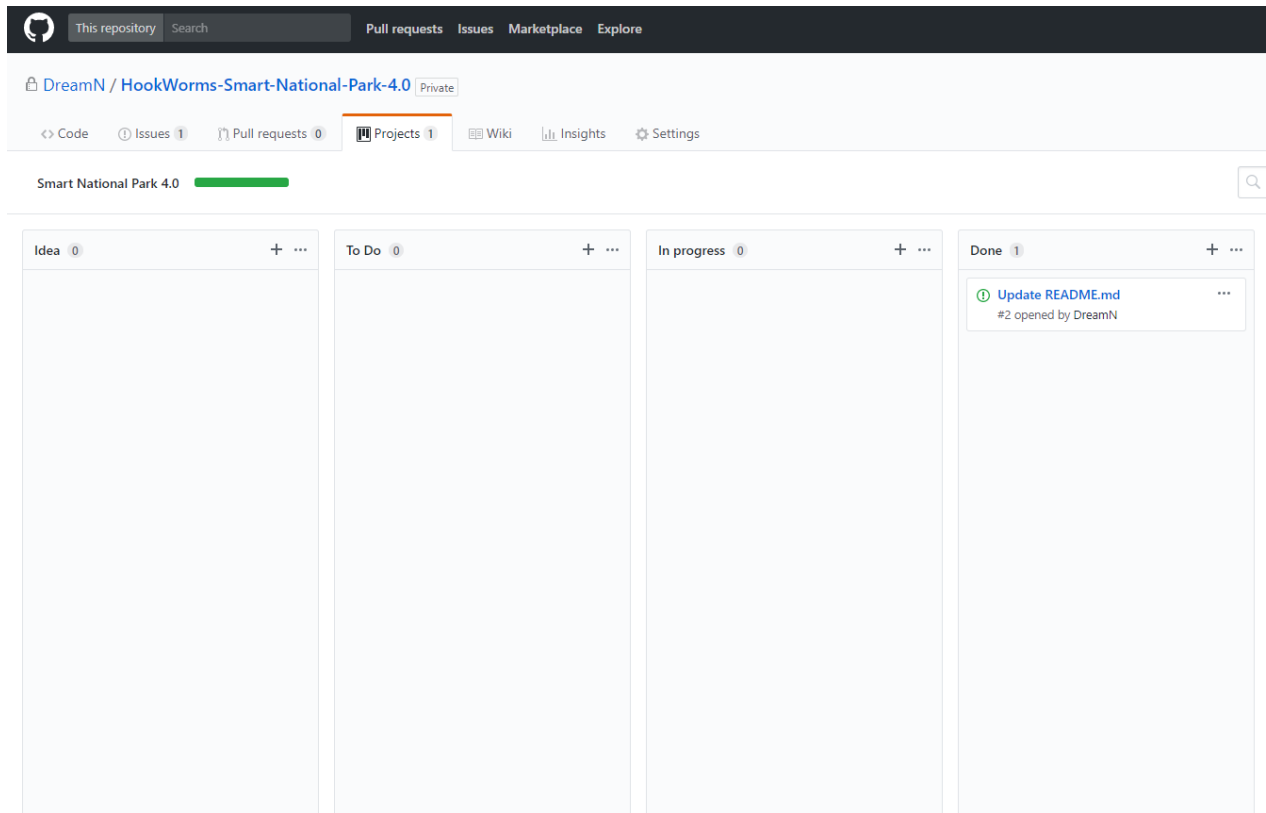 This repository Search Pull requests Issues Marketplace Explore
DreamN / HookWorms-Smart-National-Park-4.0 Private
Code Issues 1 Pull requests 0 Projects 1 Wiki Insights Settings
Smart National Park 4.0
Idea 0 To Do 0 In progress 0 Done 1
Update README.md
#2 opened by DreamN